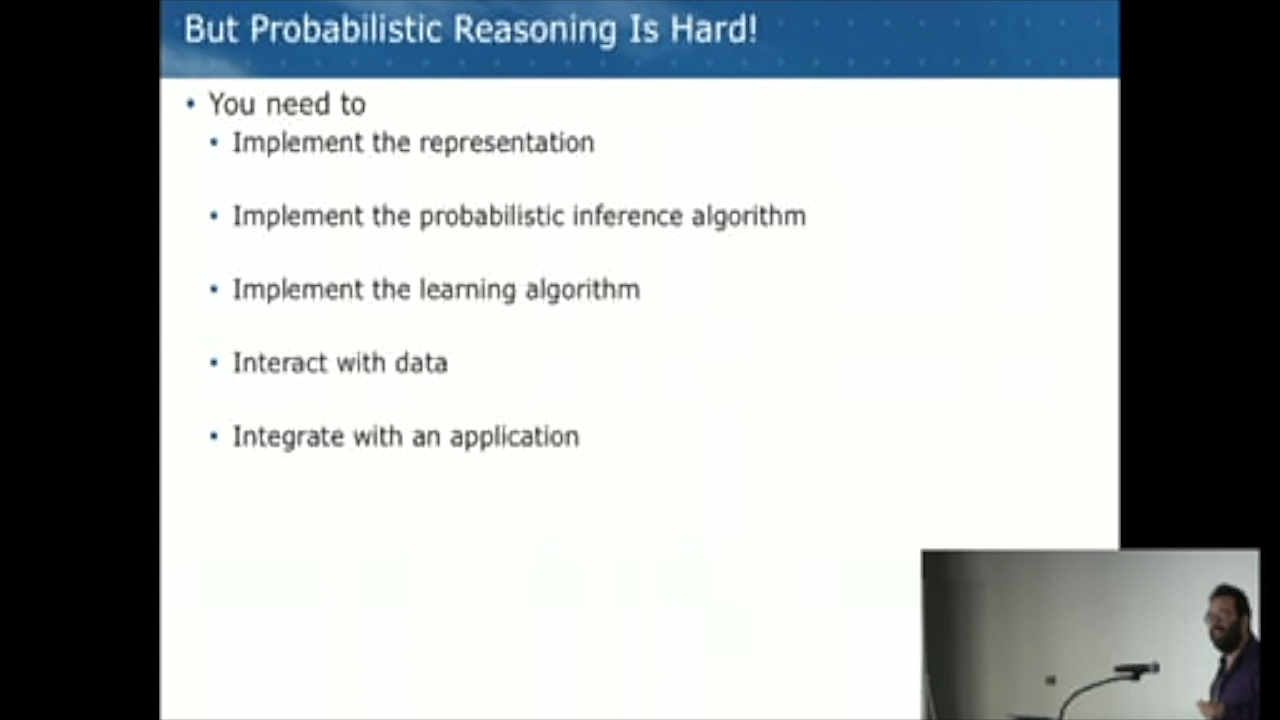 But Probabilistic Reasoning Is Hard!
• You need to
• Implement the representation
• Implement the probabilistic inference algorithm
• Implement the learning algorithm
• Interact with data
• Integrate with an application